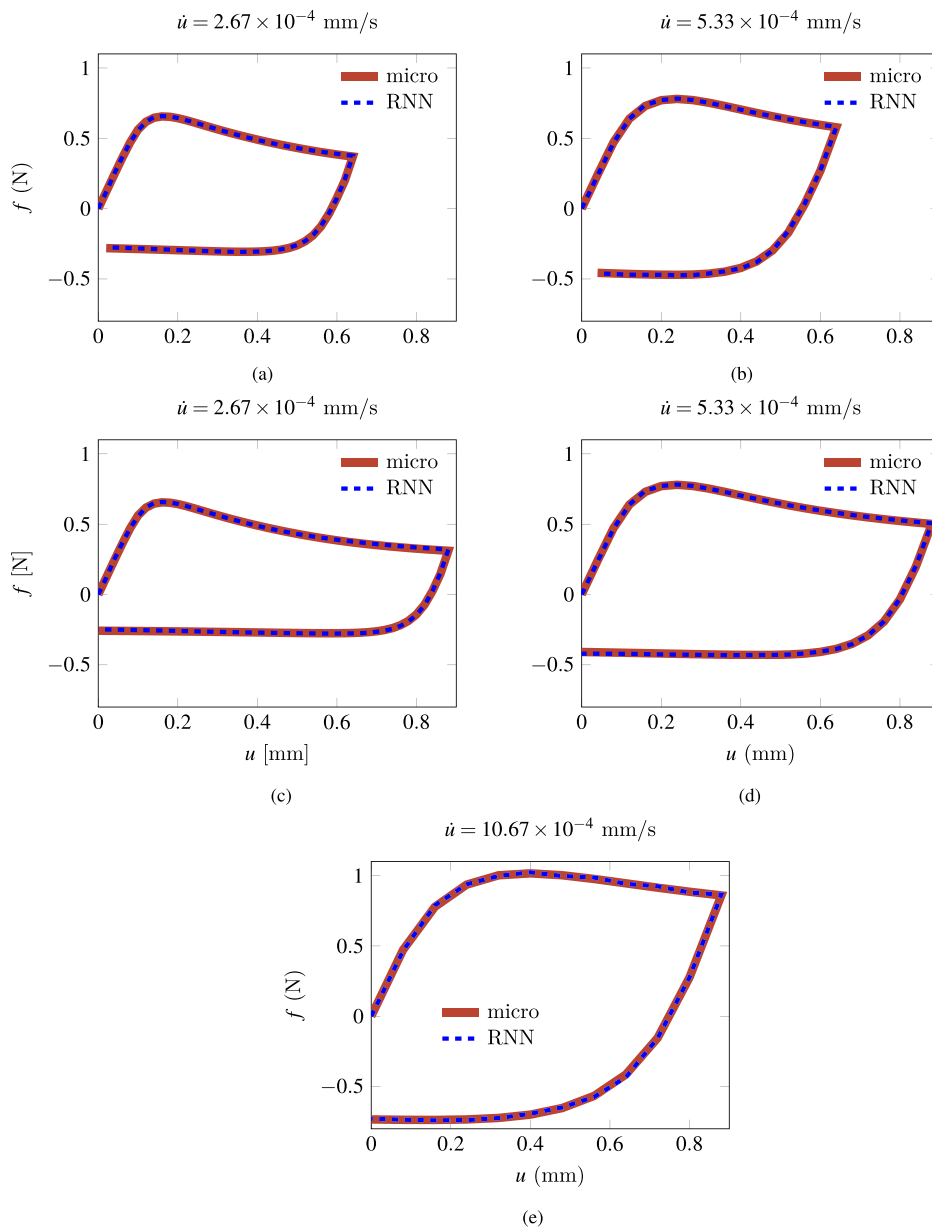 u̇ = 2.67 × 10⁻⁴ mm/s
u̇ = 5.33 × 10⁻⁴ mm/s
1
0.5
0
−0.5
f (N)
micro
RNN
0 0.2 0.4 0.6 0.8
(a)
1
0.5
0
−0.5
micro
RNN
0 0.2 0.4 0.6 0.8
(b)
u̇ = 2.67 × 10⁻⁴ mm/s
u̇ = 5.33 × 10⁻⁴ mm/s
1
0.5
0
−0.5
f [N]
micro
RNN
0 0.2 0.4 0.6 0.8
u [mm]
(c)
1
0.5
0
−0.5
micro
RNN
0 0.2 0.4 0.6 0.8
u (mm)
(d)
u̇ = 10.67 × 10⁻⁴ mm/s
1
0.5
0
−0.5
f (N)
micro
RNN
0 0.2 0.4 0.6 0.8
u (mm)
(e)